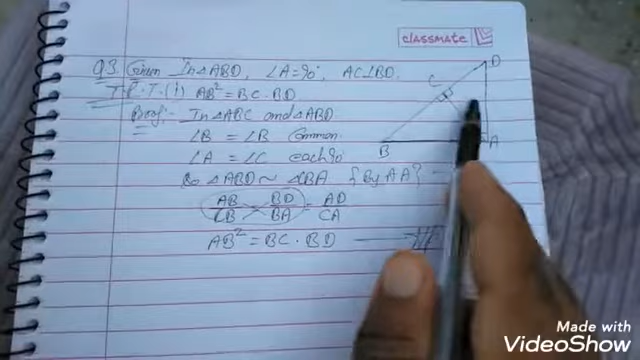 classmate
Q3. Given In △ABD, ∠A=90°, AC⊥BD.
T.P.T. (i) AB² = BC·BD
Proof:- In △ABC and △ABD
∠B = ∠B Common
∠A = ∠C each 90°
So △ABD ~ △CBA {By AA}
AB/CB = BD/BA = AD/CA
AB² = BC·BD
D
C
B
A
Made with
VideoShow